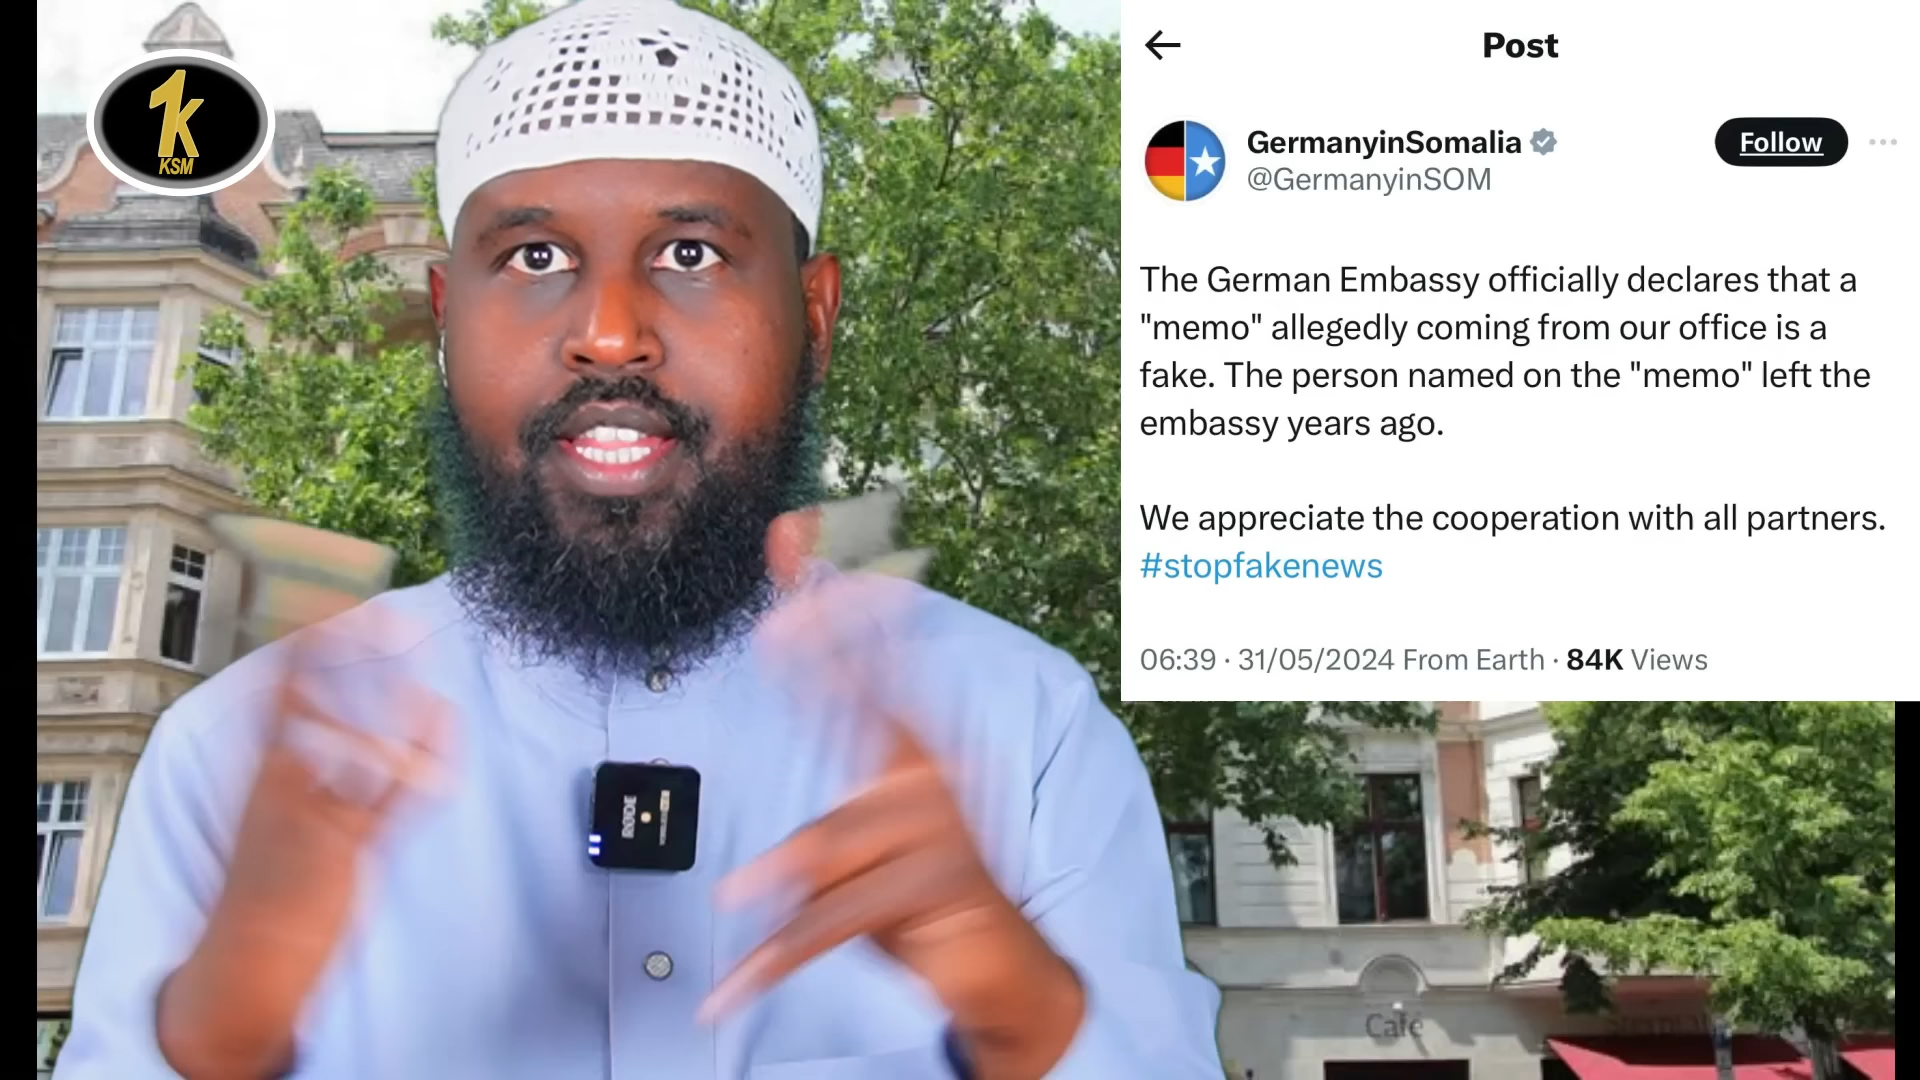 1K
KSM
Post
GermanyinSomalia
@GermanyinSOM
Follow
The German Embassy officially declares that a
"memo" allegedly coming from our office is a
fake. The person named on the "memo" left the
embassy years ago.
We appreciate the cooperation with all partners.
#stopfakenews
06:39 · 31/05/2024 From Earth · 84K Views
RØDE
Café